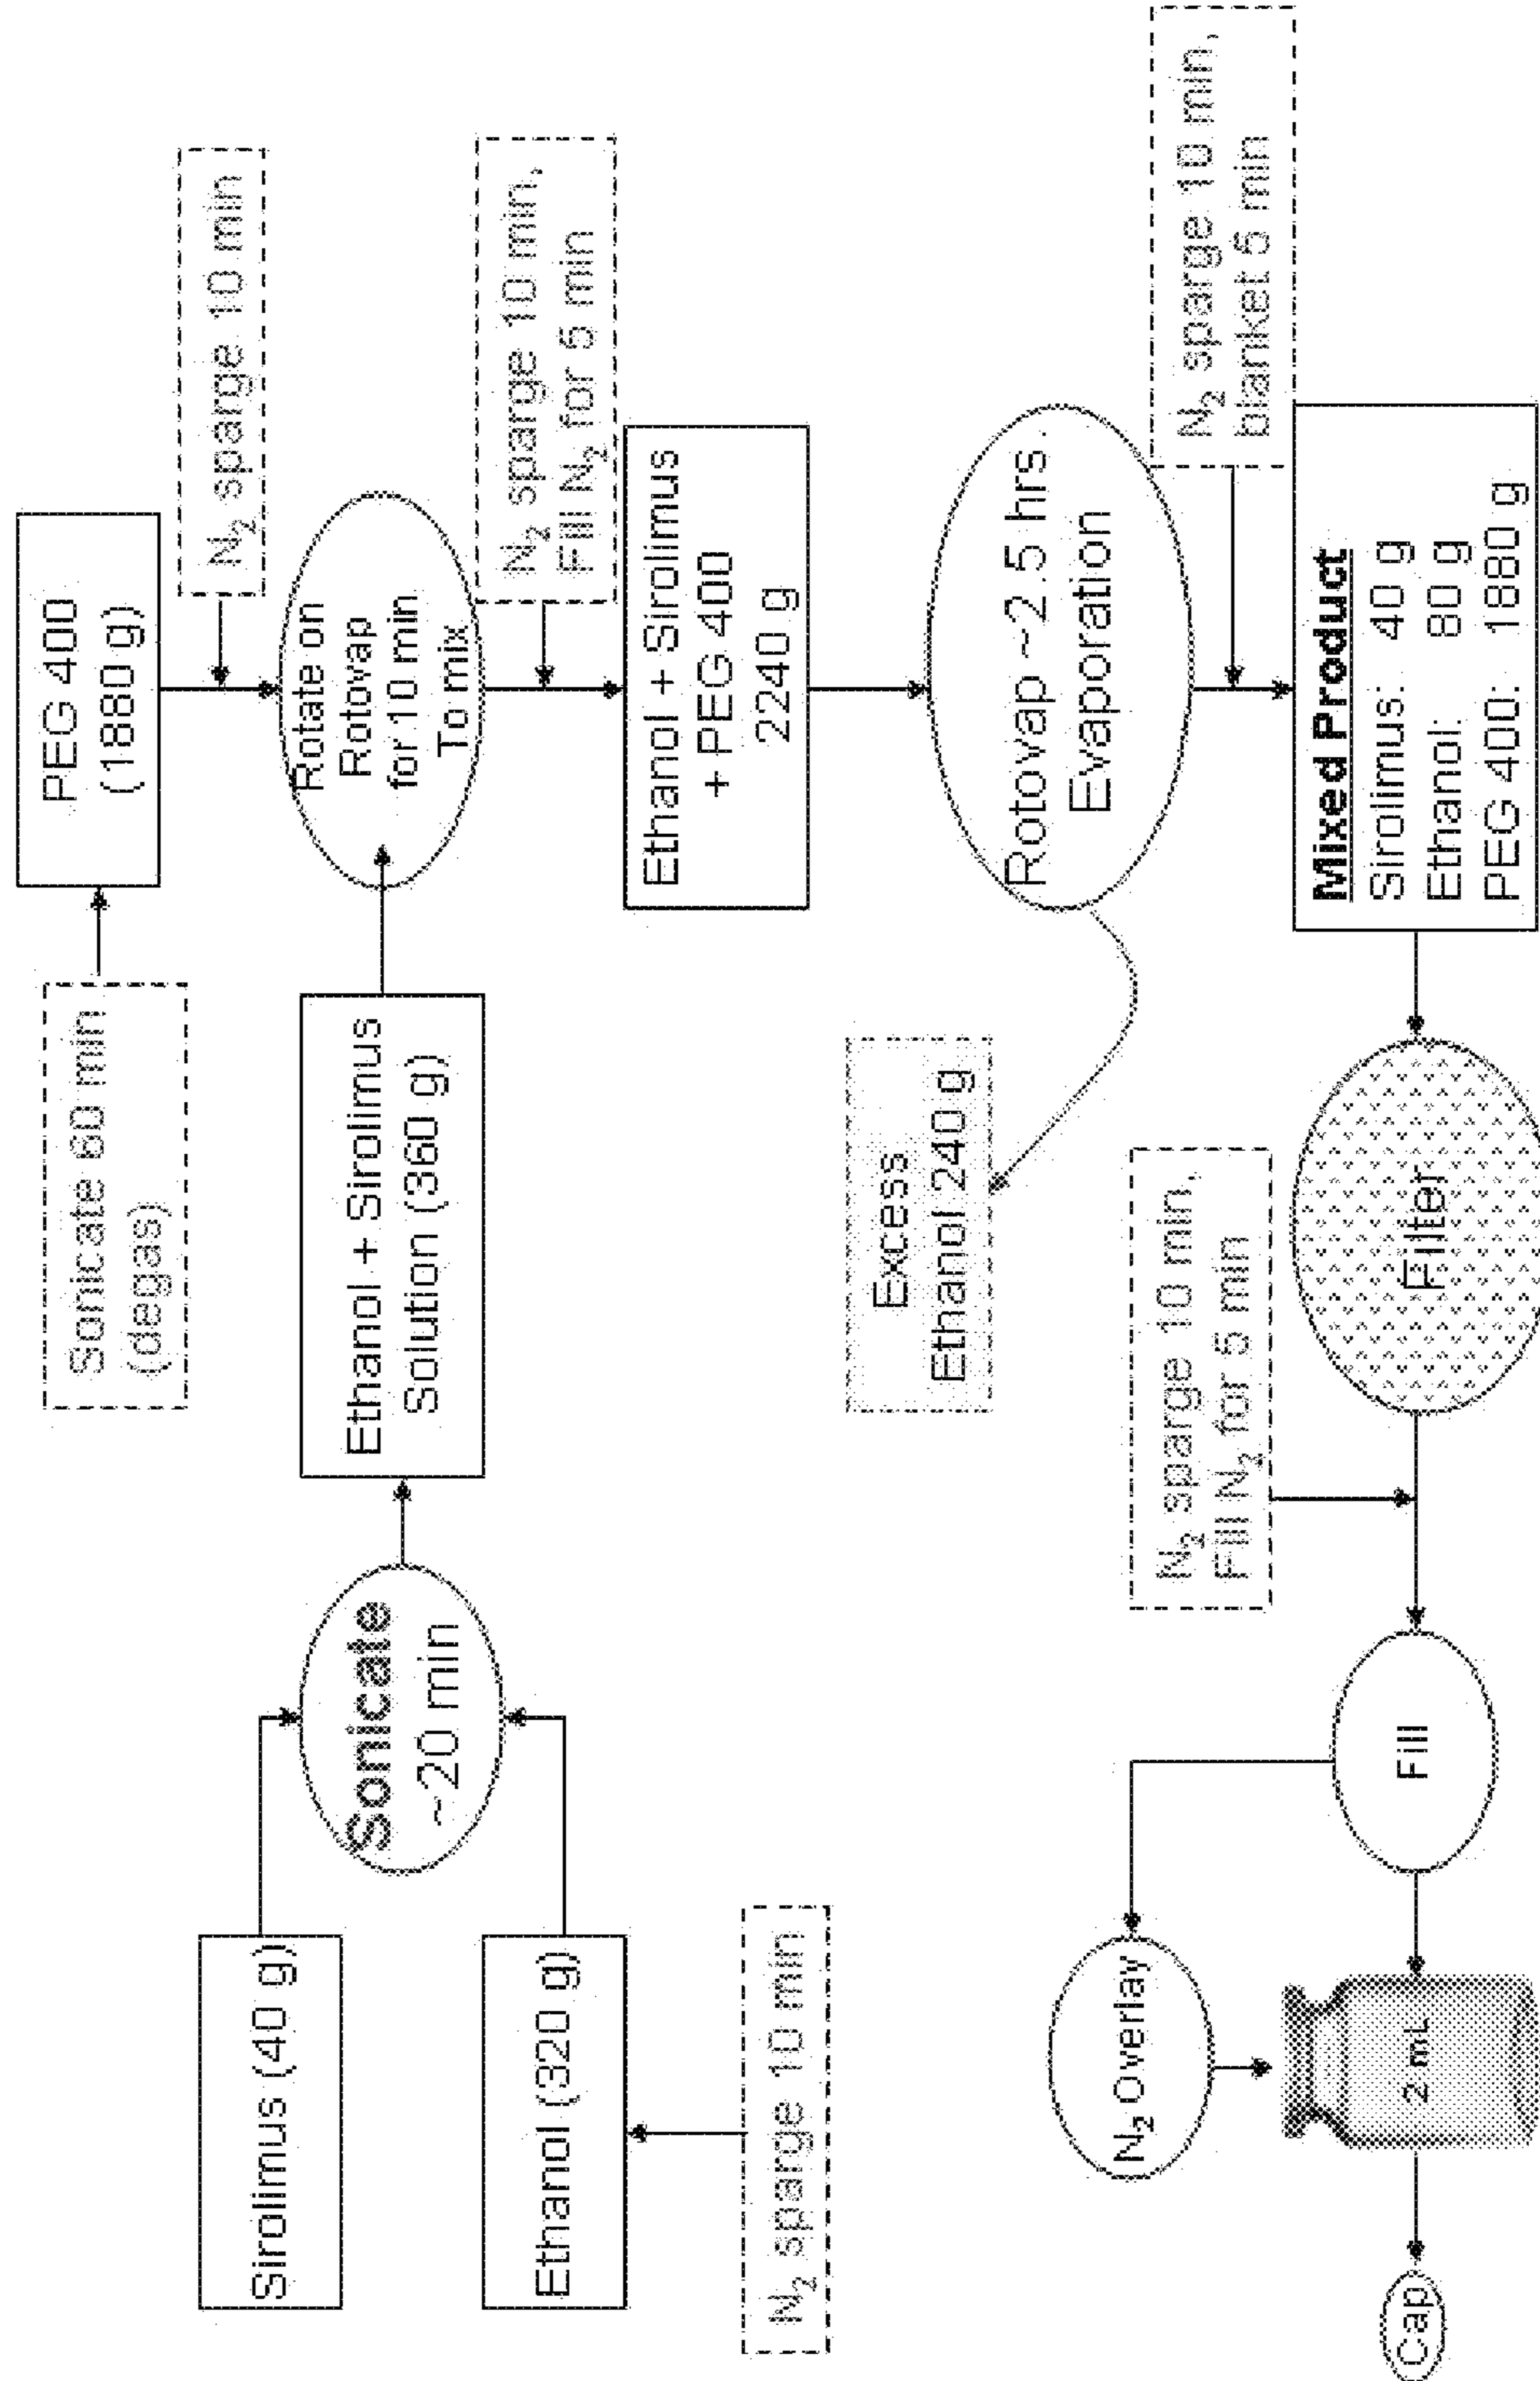 Sirolimus (40 g)
Ethanol (320 g)
N₂ sparge 10 min
Sonicate
~20 min
Ethanol + Sirolimus
Solution (360 g)
Sonicate 60 min
(degas)
PEG 400
(1880 g)
N₂ sparge 10 min
Rotate on
Rotovap
for 10 min
To mix
N₂ sparge 10 min,
Fill N₂ for 5 min
Ethanol + Sirolimus
+ PEG 400
2240 g
Rotovap ~2.5 hrs.
Evaporation
Excess
Ethanol 240 g
N₂ sparge 10 min,
blanket 5 min
Mixed Product
Sirolimus: 40 g
Ethanol: 80 g
PEG 400: 1880 g
Filter
N₂ sparge 10 min,
Fill N₂ for 5 min
Fill
N₂ Overlay
2 mL
Cap